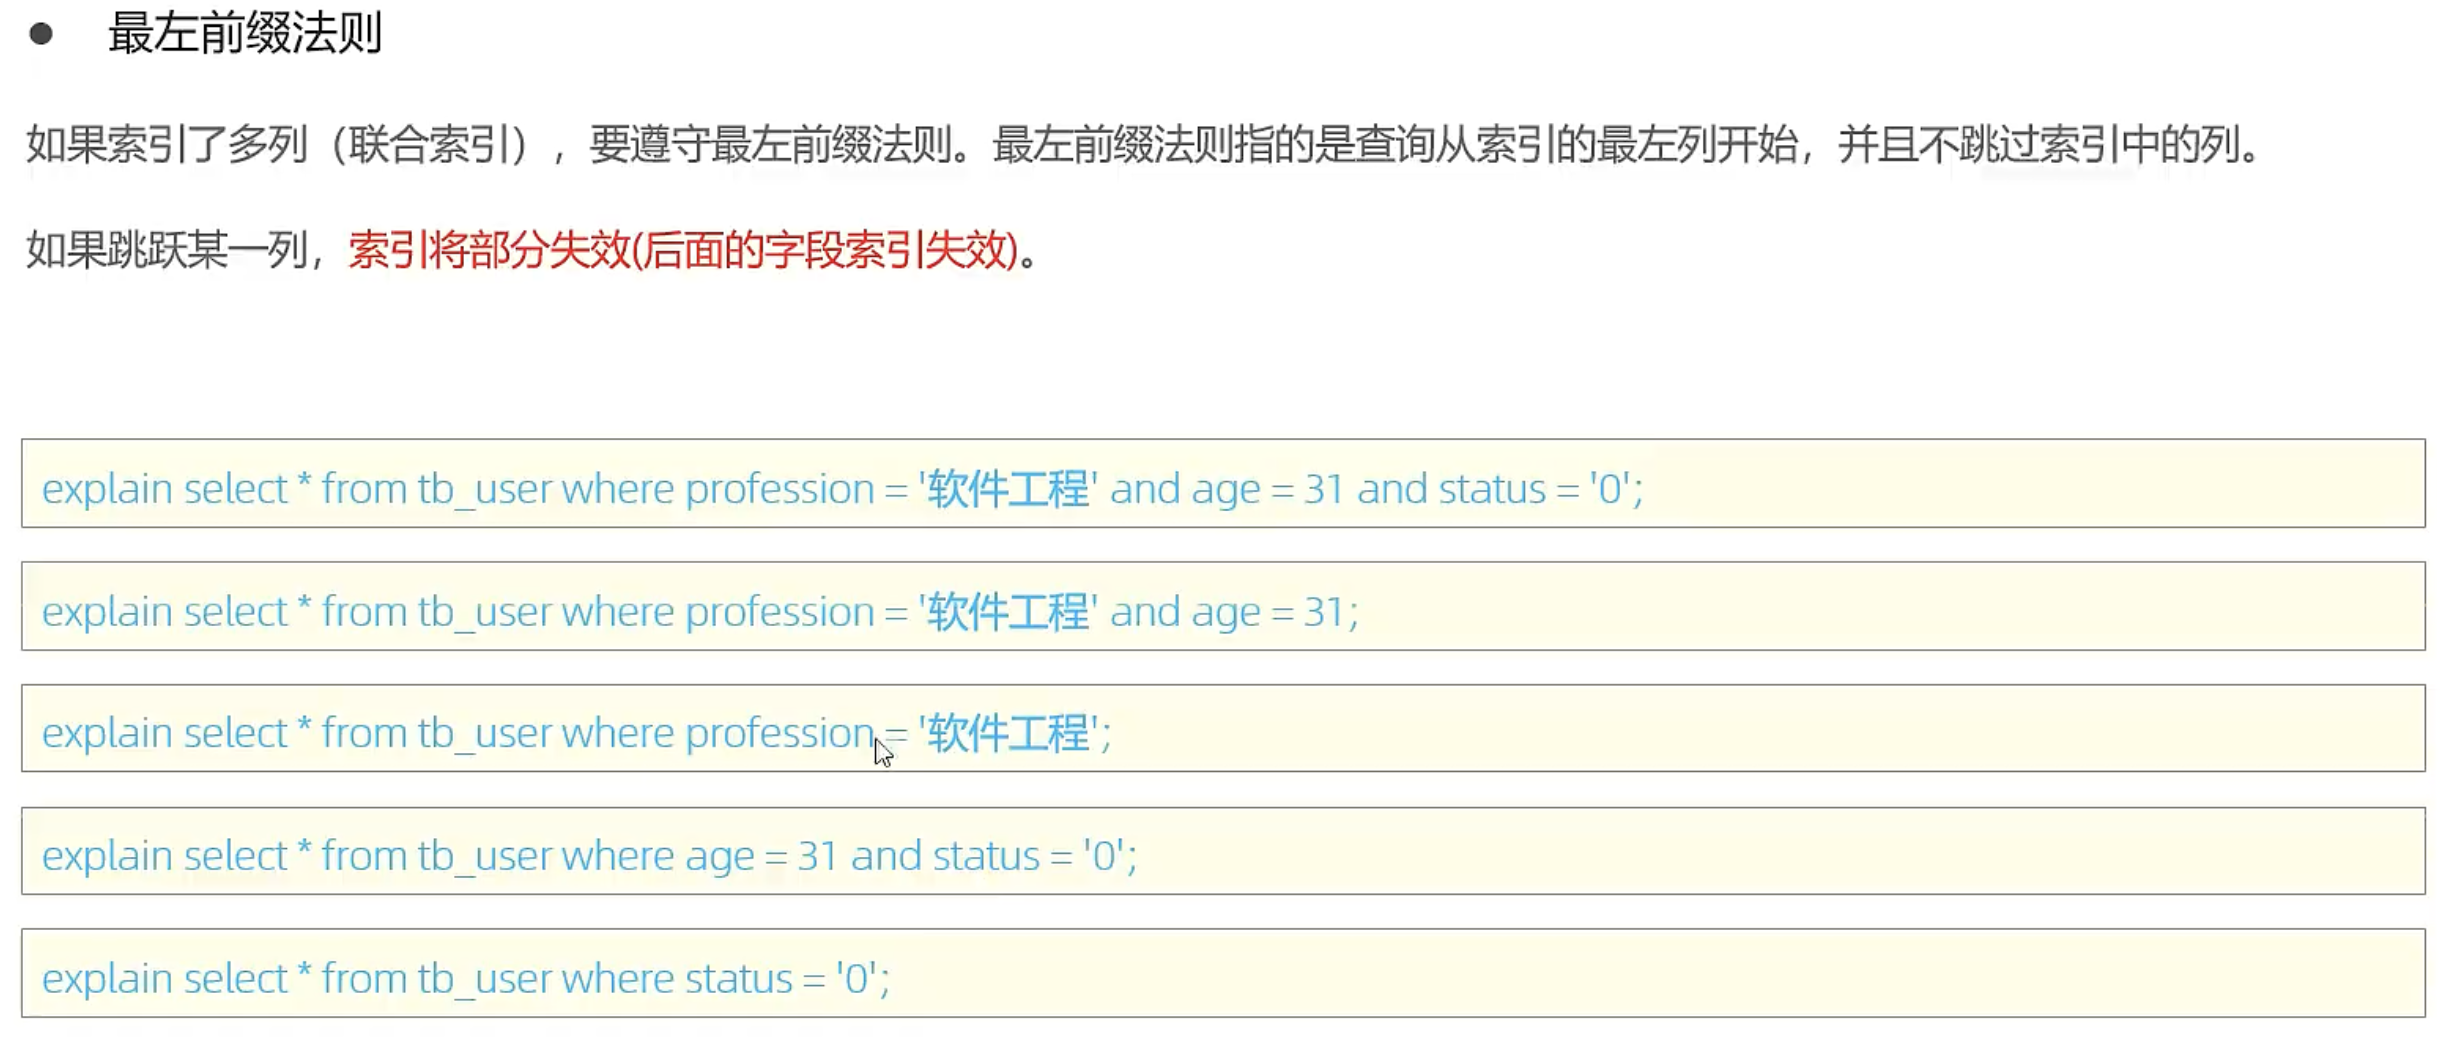 ● 最左前缀法则
如果索引了多列（联合索引），要遵守最左前缀法则。最左前缀法则指的是查询从索引的最左列开始，并且不跳过索引中的列。
如果跳跃某一列，索引将部分失效(后面的字段索引失效)。
explain select * from tb_user where profession = '软件工程' and age = 31 and status = '0';
explain select * from tb_user where profession = '软件工程' and age = 31;
explain select * from tb_user where profession = '软件工程';
explain select * from tb_user where age = 31 and status = '0';
explain select * from tb_user where status = '0';